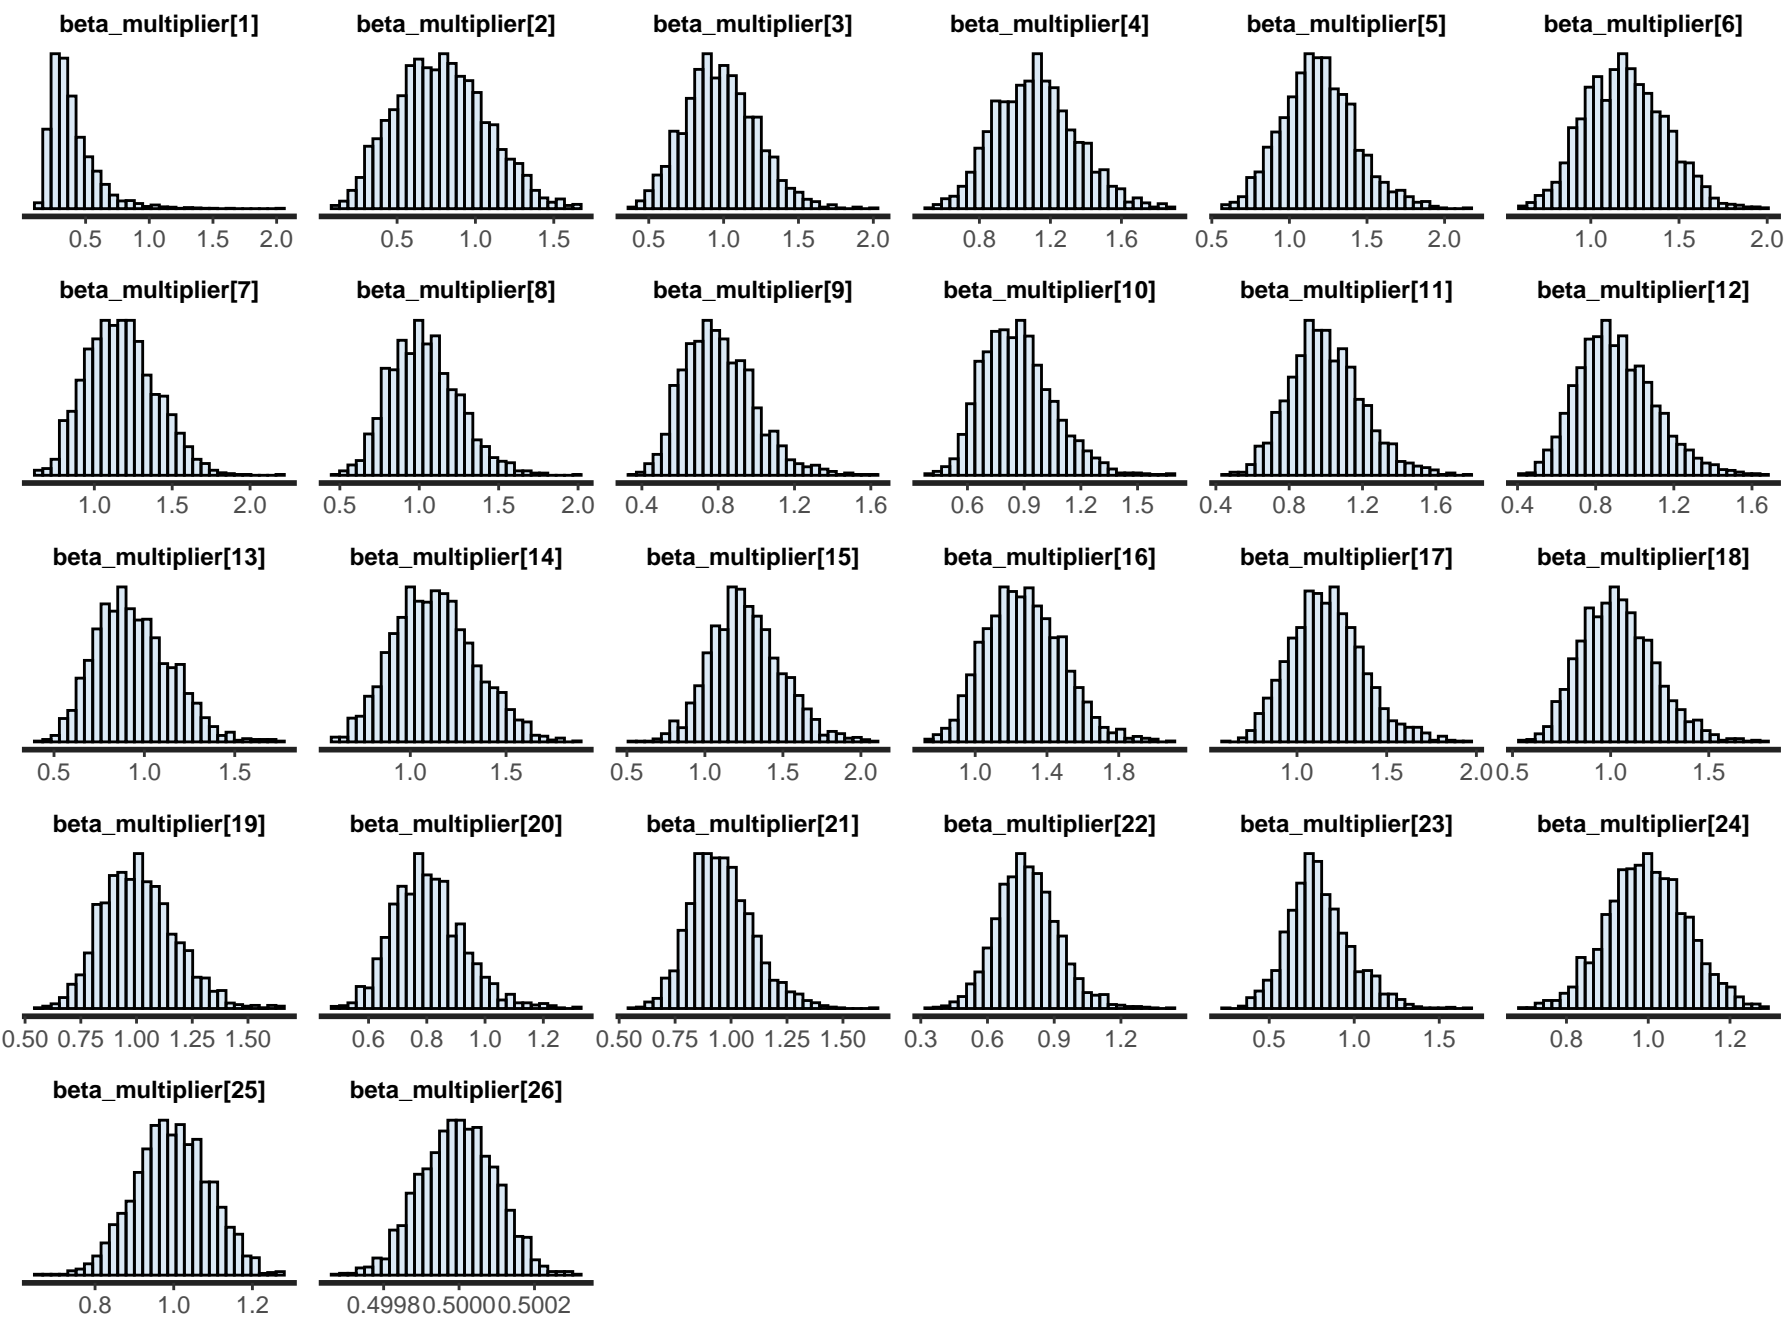 beta_multiplier[1] beta_multiplier[2] beta_multiplier[3] beta_multiplier[4] beta_multiplier[5] beta_multiplier[6]
0.5 1.0 1.5 2.0 0.5 1.0 1.5 0.5 1.0 1.5 2.0 0.8 1.2 1.6 0.5 1.0 1.5 2.0 1.0 1.5 2.0
beta_multiplier[7] beta_multiplier[8] beta_multiplier[9] beta_multiplier[10] beta_multiplier[11] beta_multiplier[12]
1.0 1.5 2.0 0.5 1.0 1.5 2.0 0.4 0.8 1.2 1.6 0.6 0.9 1.2 1.5 0.4 0.8 1.2 1.6 0.4 0.8 1.2 1.6
beta_multiplier[13] beta_multiplier[14] beta_multiplier[15] beta_multiplier[16] beta_multiplier[17] beta_multiplier[18]
0.5 1.0 1.5 1.0 1.5 0.5 1.0 1.5 2.0 1.0 1.4 1.8 1.0 1.5 2.0 0.5 1.0 1.5
beta_multiplier[19] beta_multiplier[20] beta_multiplier[21] beta_multiplier[22] beta_multiplier[23] beta_multiplier[24]
0.50 0.75 1.00 1.25 1.50 0.6 0.8 1.0 1.2 0.50 0.75 1.00 1.25 1.50 0.3 0.6 0.9 1.2 0.5 1.0 1.5 0.8 1.0 1.2
beta_multiplier[25] beta_multiplier[26]
0.8 1.0 1.2 0.4998 0.5000 0.5002